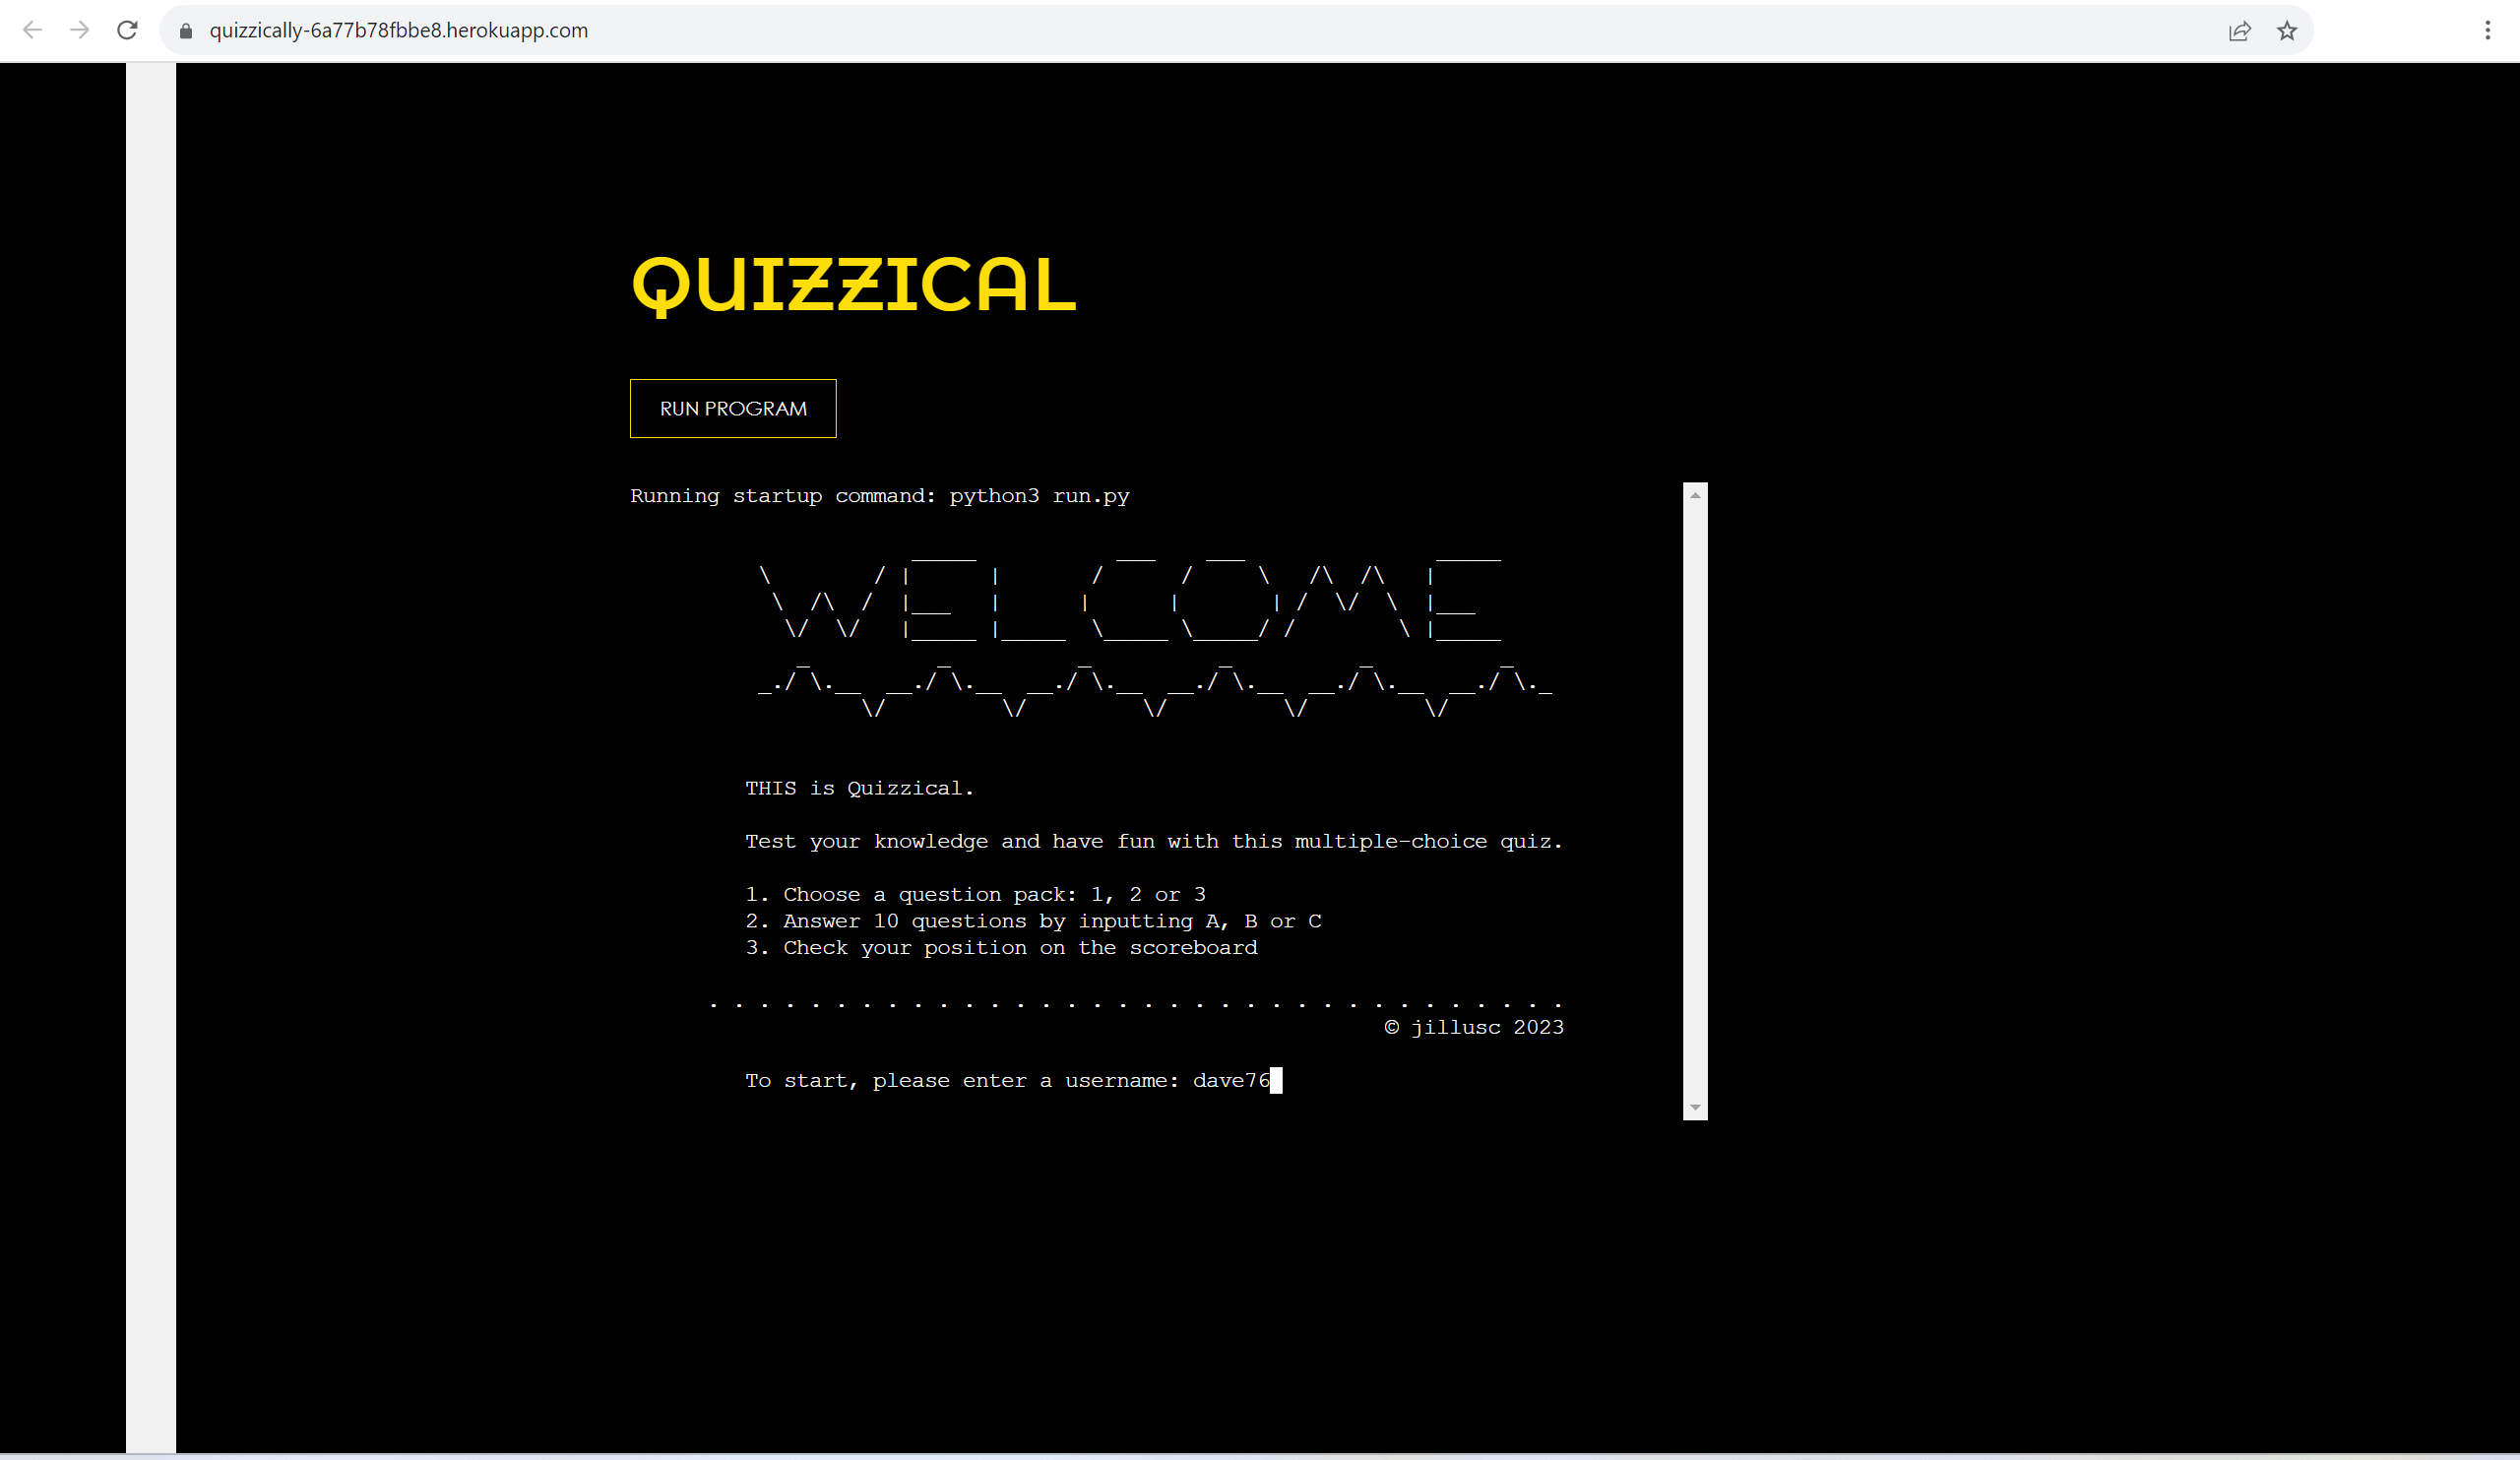 quizzically-6a77b78fbbe8.herokuapp.com
QUIZZICAL
RUN PROGRAM
Running startup command: python3 run.py
WELCOME
THIS is Quizzical.
Test your knowledge and have fun with this multiple-choice quiz.
1. Choose a question pack: 1, 2 or 3
2. Answer 10 questions by inputting A, B or C
3. Check your position on the scoreboard
. . . . . . . . . . . . . . . . . . . . . . . . . . . . . . . . . .
© jillusc 2023
To start, please enter a username: dave76